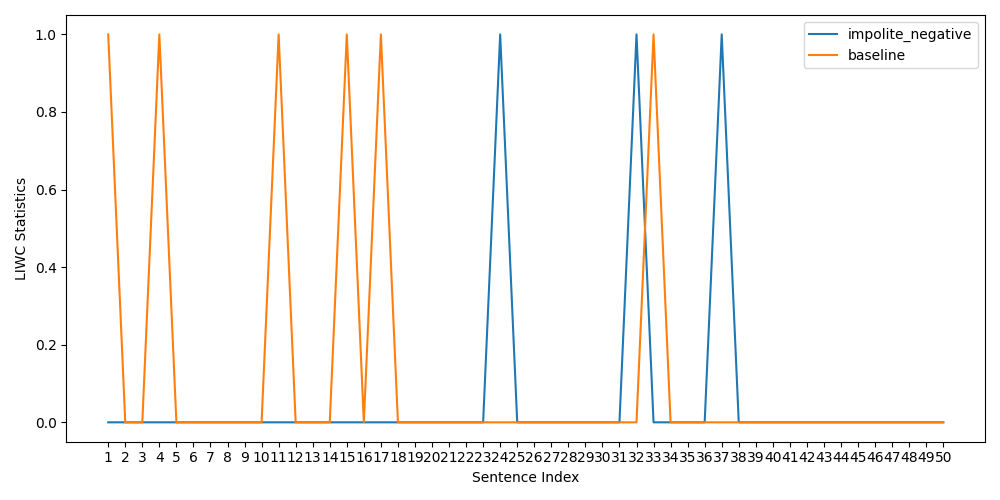 impolite_negative
baseline
1.0
0.8
0.6
0.4
0.2
0.0
LIWC Statistics
1 2 3 4 5 6 7 8 9 10 11 12 13 14 15 16 17 18 19 20 21 22 23 24 25 26 27 28 29 30 31 32 33 34 35 36 37 38 39 40 41 42 43 44 45 46 47 48 49 50
Sentence Index